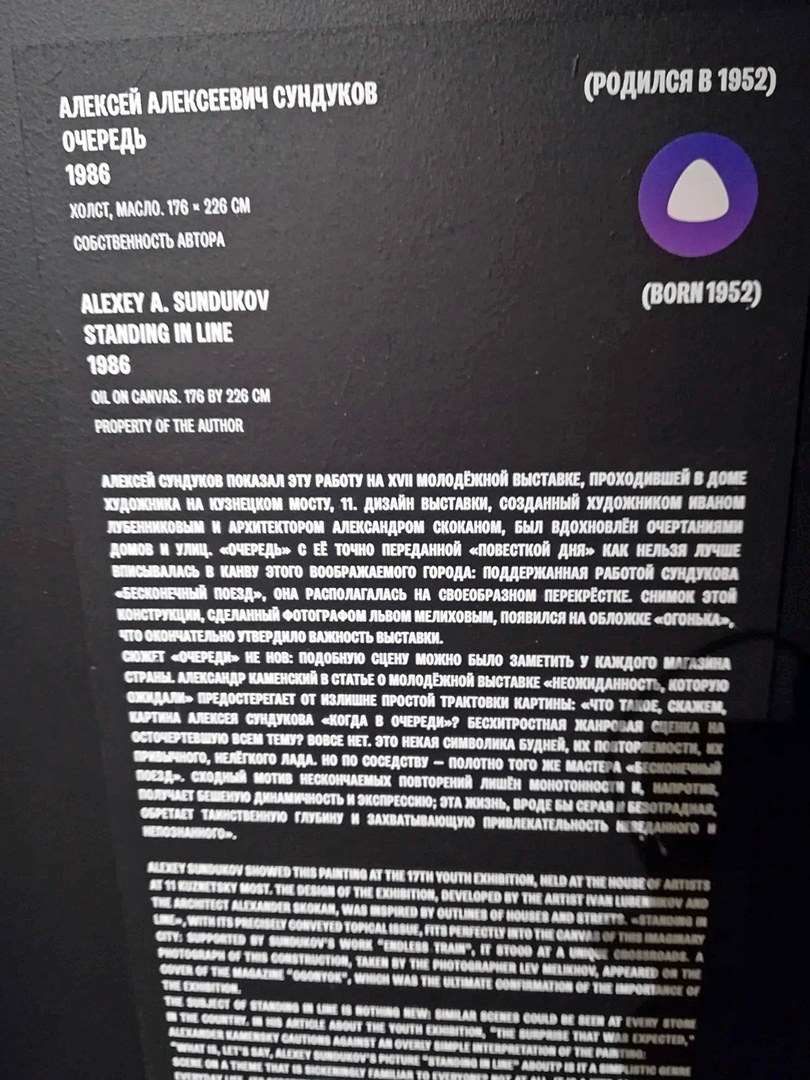 АЛЕКСЕЙ АЛЕКСЕЕВИЧ СУНДУКОВ
(РОДИЛСЯ В 1952)
ОЧЕРЕДЬ
1986
ХОЛСТ, МАСЛО. 176 × 226 СМ
СОБСТВЕННОСТЬ АВТОРА
(BORN 1952)
ALEXEY A. SUNDUKOV
STANDING IN LINE
1986
OIL ON CANVAS. 176 BY 226 CM
PROPERTY OF THE AUTHOR
АЛЕКСЕЙ СУНДУКОВ ПОКАЗАЛ ЭТУ РАБОТУ НА XVII МОЛОДЁЖНОЙ ВЫСТАВКЕ, ПРОХОДИВШЕЙ В ДОМЕ
ХУДОЖНИКА НА КУЗНЕЦКОМ МОСТУ, 11. ДИЗАЙН ВЫСТАВКИ, СОЗДАННЫЙ ХУДОЖНИКОМ ИВАНОМ
ЛУБЕННИКОВЫМ И АРХИТЕКТОРОМ АЛЕКСАНДРОМ СКОКАНОМ, БЫЛ ВДОХНОВЛЁН ОЧЕРТАНИЯМИ
ДОМОВ И УЛИЦ. «ОЧЕРЕДЬ» С ЕЁ ТОЧНО ПЕРЕДАННОЙ «ПОВЕСТКОЙ ДНЯ» КАК НЕЛЬЗЯ ЛУЧШЕ
ВПИСЫВАЛАСЬ В КАНВУ ЭТОГО ВООБРАЖАЕМОГО ГОРОДА: ПОДДЕРЖАННАЯ РАБОТОЙ СУНДУКОВА
«БЕСКОНЕЧНЫЙ ПОЕЗД», ОНА РАСПОЛАГАЛАСЬ НА СВОЕОБРАЗНОМ ПЕРЕКРЁСТКЕ. СНИМОК ЭТОЙ
КОНСТРУКЦИИ, СДЕЛАННЫЙ ФОТОГРАФОМ ЛЬВОМ МЕЛИХОВЫМ, ПОЯВИЛСЯ НА ОБЛОЖКЕ «ОГОНЬКА»,
ЧТО ОКОНЧАТЕЛЬНО УТВЕРДИЛО ВАЖНОСТЬ ВЫСТАВКИ.
СЮЖЕТ «ОЧЕРЕДИ» НЕ НОВ: ПОДОБНУЮ СЦЕНУ МОЖНО БЫЛО ЗАМЕТИТЬ У КАЖДОГО МАГАЗИНА
СТРАНЫ. АЛЕКСАНДР КАМЕНСКИЙ В СТАТЬЕ О МОЛОДЁЖНОЙ ВЫСТАВКЕ «НЕОЖИДАННОСТЬ, КОТОРУЮ
ОЖИДАЛИ» ПРЕДОСТЕРЕГАЕТ ОТ ИЗЛИШНЕ ПРОСТОЙ ТРАКТОВКИ КАРТИНЫ: «ЧТО ТАКОЕ, СКАЖЕМ,
КАРТИНА АЛЕКСЕЯ СУНДУКОВА «КОГДА В ОЧЕРЕДИ»? БЕСХИТРОСТНАЯ ЖАНРОВАЯ СЦЕНКА НА
ОСТОЧЕРТЕВШУЮ ВСЕМ ТЕМУ? ВОВСЕ НЕТ. ЭТО НЕКАЯ СИМВОЛИКА БУДНЕЙ, ИХ ПОВТОРЯЕМОСТИ, ИХ
ПРИВЫЧНОГО, НЕЛЁГКОГО ЛАДА. НО ПО СОСЕДСТВУ – ПОЛОТНО ТОГО ЖЕ МАСТЕРА «БЕСКОНЕЧНЫЙ
ПОЕЗД». СХОДНЫЙ МОТИВ НЕСКОНЧАЕМЫХ ПОВТОРЕНИЙ ЛИШЁН МОНОТОННОСТИ И, НАПРОТИВ,
ПОЛУЧАЕТ БЕШЕНУЮ ДИНАМИЧНОСТЬ И ЭКСПРЕССИЮ; ЭТА ЖИЗНЬ, ВРОДЕ БЫ СЕРАЯ И БЕЗОТРАДНАЯ,
ОБРЕТАЕТ ТАИНСТВЕННУЮ ГЛУБИНУ И ЗАХВАТЫВАЮЩУЮ ПРИВЛЕКАТЕЛЬНОСТЬ НЕВЕДАННОГО И
НЕПОЗНАННОГО».
ALEXEY SUNDUKOV SHOWED THIS PAINTING AT THE 17TH YOUTH EXHIBITION, HELD AT THE HOUSE OF ARTISTS
AT 11 KUZNETSKY MOST. THE DESIGN OF THE EXHIBITION, DEVELOPED BY THE ARTIST IVAN LUBENNIKOV AND
THE ARCHITECT ALEXANDER SKOKAN, WAS INSPIRED BY OUTLINES OF HOUSES AND STREETS. «STANDING IN
LINE», WITH ITS PRECISELY CONVEYED TOPICAL ISSUE, FITS PERFECTLY INTO THE CANVAS OF THIS IMAGINARY
CITY: SUPPORTED BY SUNDUKOV'S WORK "ENDLESS TRAIN", IT STOOD AT A UNIQUE CROSSROADS. A
PHOTOGRAPH OF THIS CONSTRUCTION, TAKEN BY THE PHOTOGRAPHER LEV MELIKHOV, APPEARED ON THE
COVER OF THE MAGAZINE "OGONYOK", WHICH WAS THE ULTIMATE CONFIRMATION OF THE IMPORTANCE OF
THE EXHIBITION.
THE SUBJECT OF STANDING IN LINE IS NOTHING NEW: SIMILAR SCENES COULD BE SEEN AT EVERY STORE
IN THE COUNTRY. IN HIS ARTICLE ABOUT THE YOUTH EXHIBITION, "THE SURPRISE THAT WAS EXPECTED,"
ALEXANDER KAMENSKY CAUTIONS AGAINST AN OVERLY SIMPLE INTERPRETATION OF THE PAINTING:
"WHAT IS, LET'S SAY, ALEXEY SUNDUKOV'S PICTURE "STANDING IN LINE" ABOUT? IS IT A SIMPLISTIC GENRE
SCENE ON A THEME THAT IS SICKENINGLY FAMILIAR TO EVERYONE? NOT AT ALL.